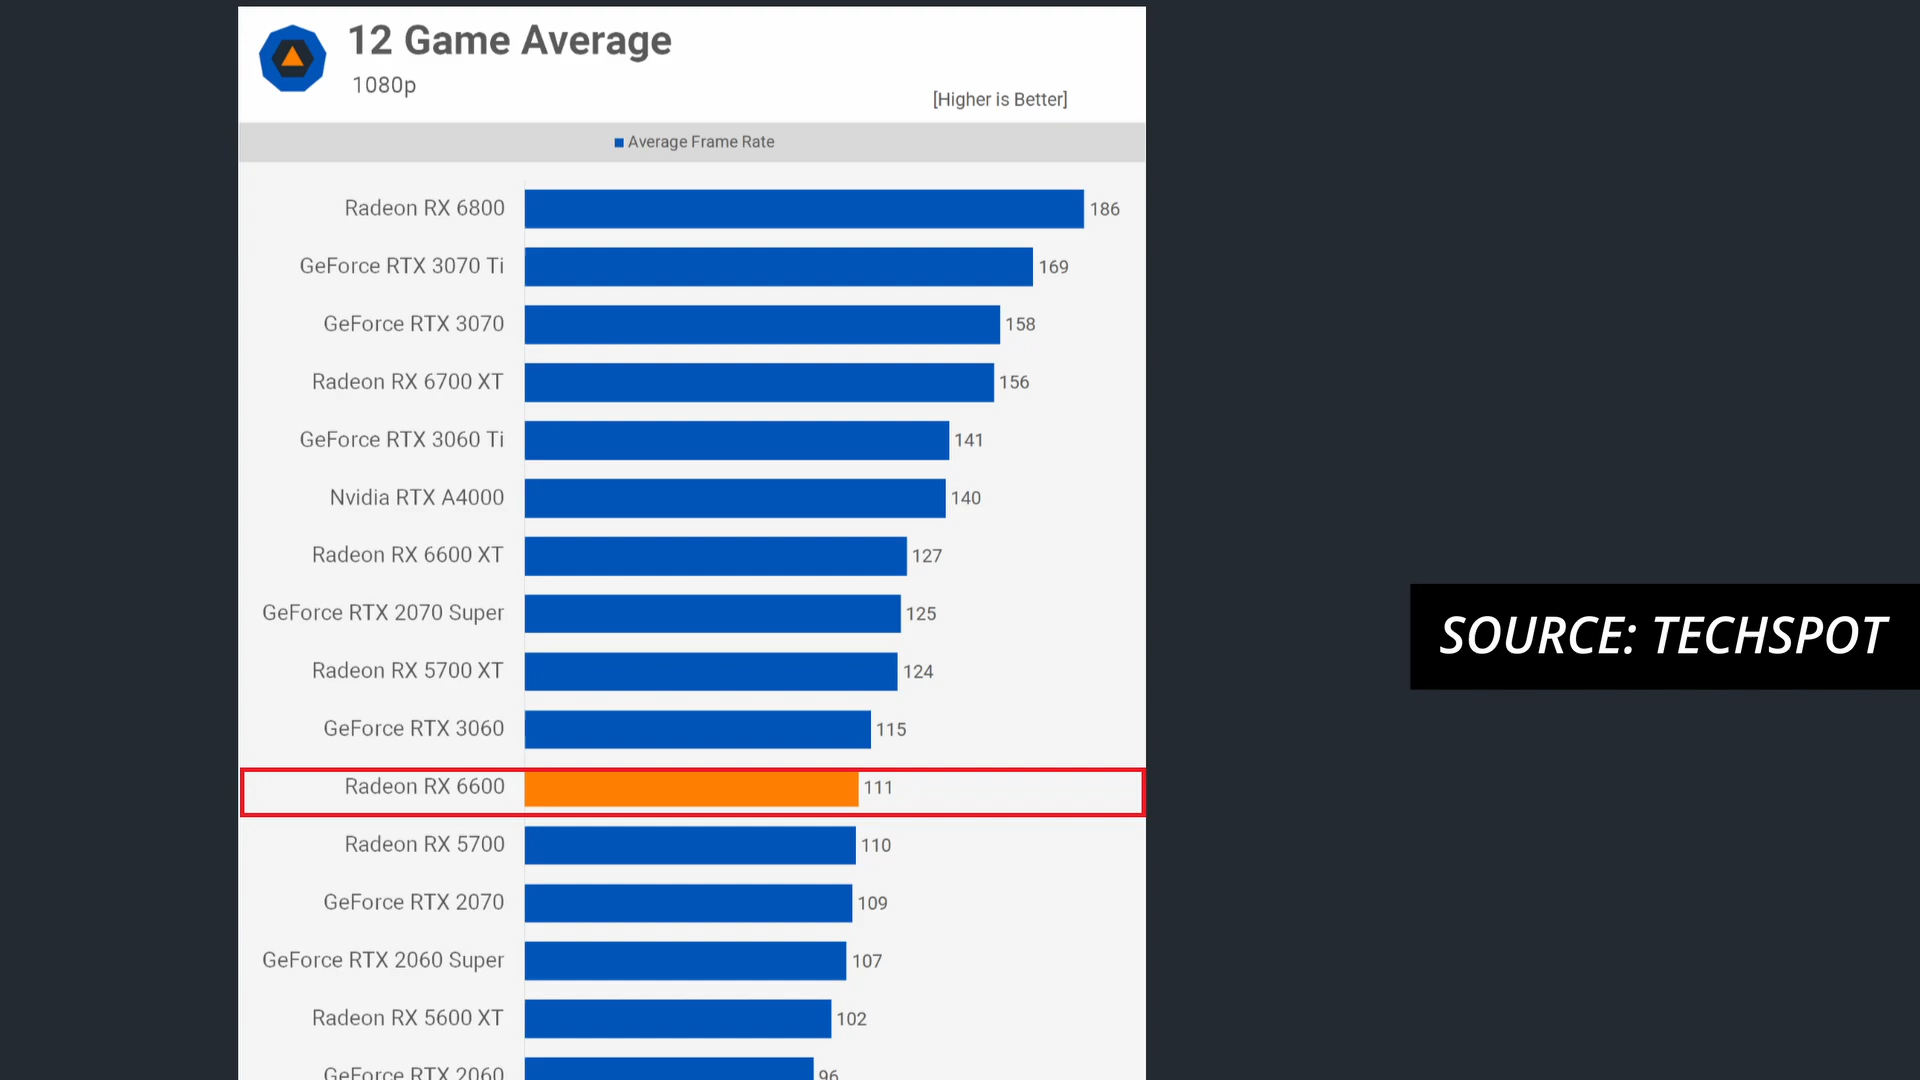 12 Game Average
1080p
[Higher is Better]
Average Frame Rate
Radeon RX 6800 186
GeForce RTX 3070 Ti 169
GeForce RTX 3070 158
Radeon RX 6700 XT 156
GeForce RTX 3060 Ti 141
Nvidia RTX A4000 140
Radeon RX 6600 XT 127
GeForce RTX 2070 Super 125
SOURCE: TECHSPOT
Radeon RX 5700 XT 124
GeForce RTX 3060 115
Radeon RX 6600 111
Radeon RX 5700 110
GeForce RTX 2070 109
GeForce RTX 2060 Super 107
Radeon RX 5600 XT 102
GeForce RTX 2060 96